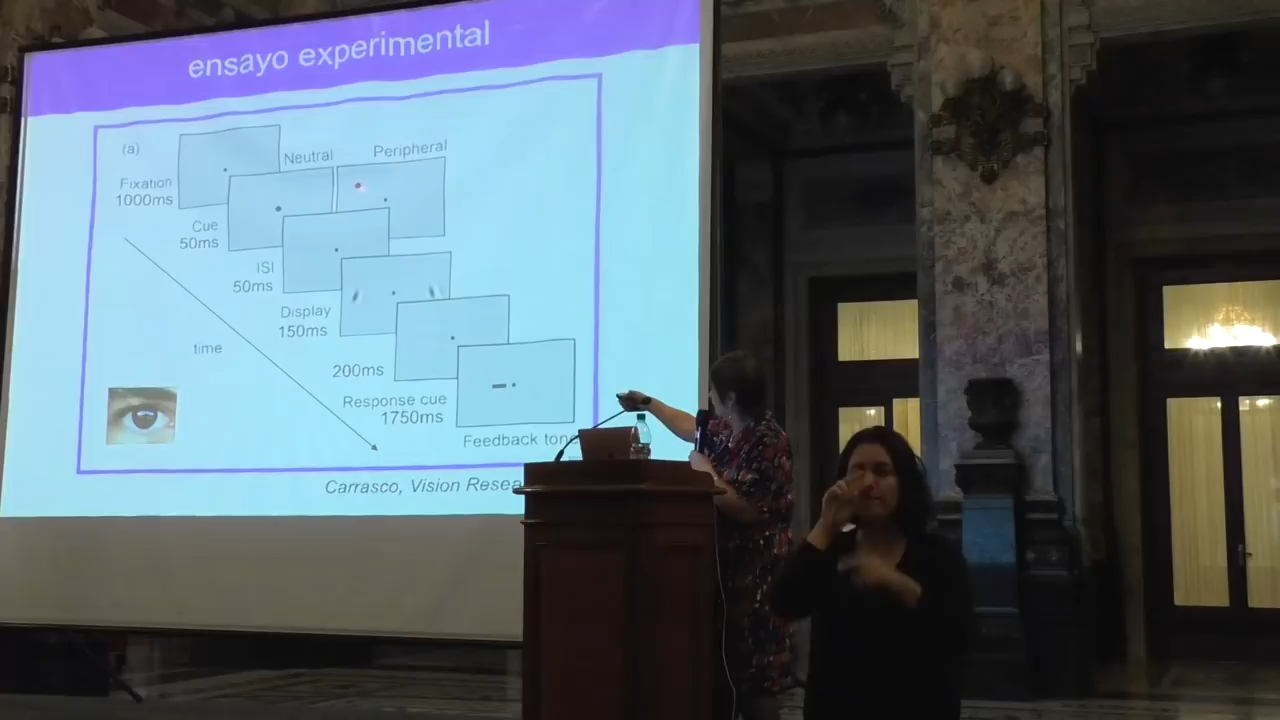 ensayo experimental
(a)
Neutral
Peripheral
Fixation
1000ms
Cue
50ms
ISI
50ms
Display
150ms
time
200ms
Response cue
1750ms
Feedback tone
Carrasco, Vision